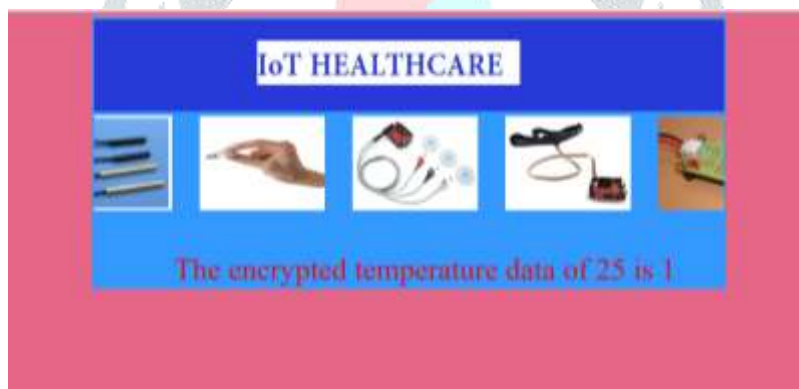 IoT HEALTHCARE
The encrypted temperature data of 25 is 1